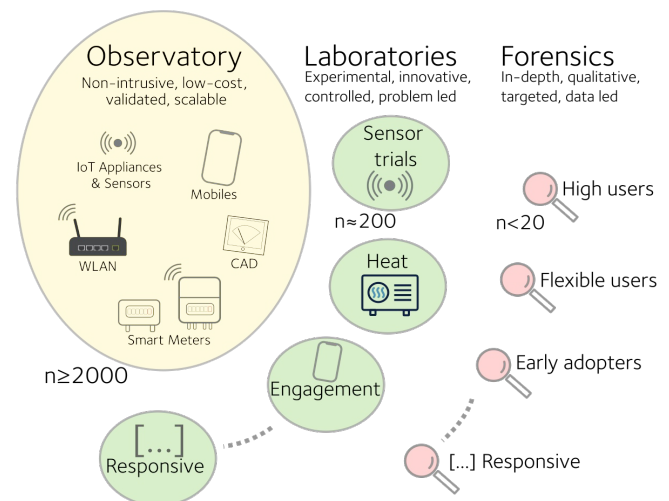 Observatory
Non-intrusive, low-cost,
validated, scalable
IoT Appliances
& Sensors
Mobiles
WLAN
CAD
Smart Meters
n≥2000
Laboratories
Experimental, innovative,
controlled, problem led
Sensor
trials
n≈200
Heat
Engagement
[...]
Responsive
Forensics
In-depth, qualitative,
targeted, data led
High users
n<20
Flexible users
Early adopters
[...] Responsive